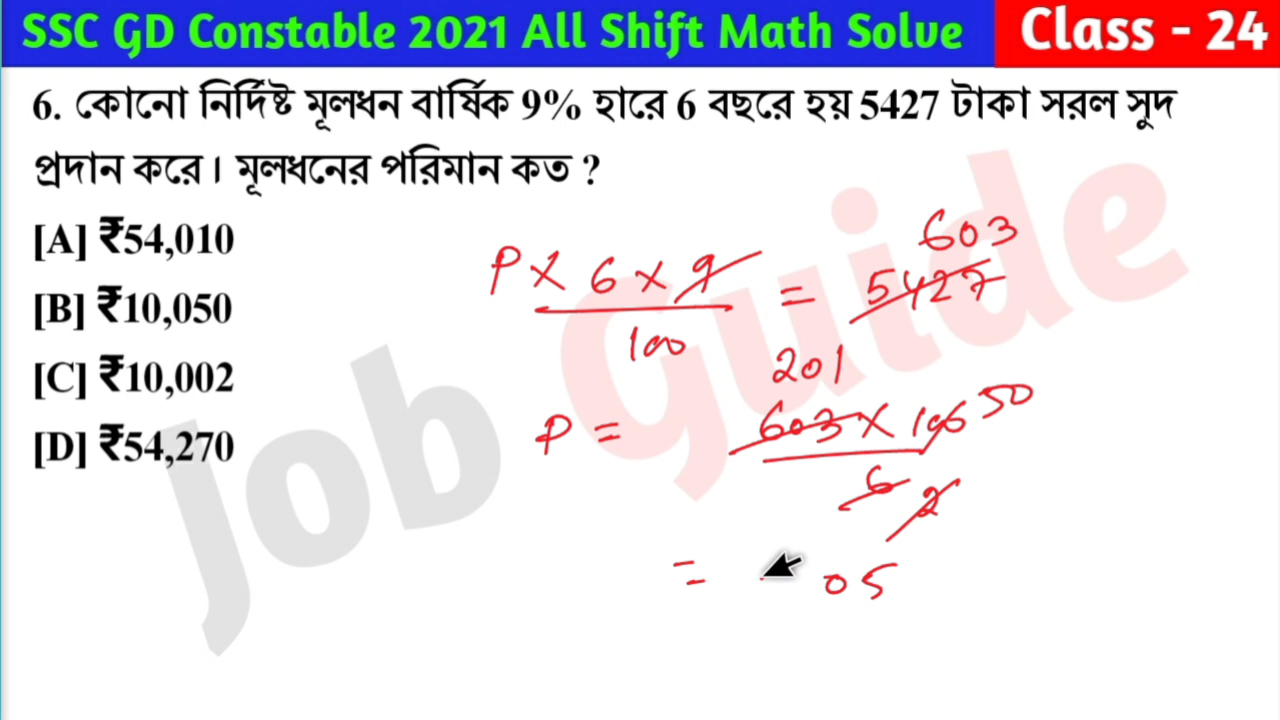 SSC GD Constable 2021 All Shift Math Solve
Class - 24
6. কোনো নির্দিষ্ট মূলধন বার্ষিক 9% হারে 6 বছরে হয় 5427 টাকা সরল সুদ
প্রদান করে। মূলধনের পরিমান কত ?
[A] ₹54,010
[B] ₹10,050
[C] ₹10,002
[D] ₹54,270
603
P × 6 × 9 = 5427
100
201
P = 603 × 100 50
6 2
= 05
Job Guide